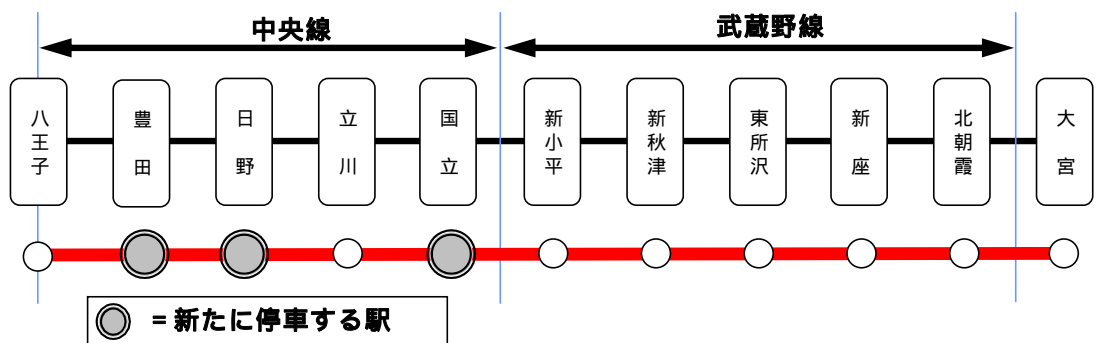 中央線
武蔵野線
八王子
豊田
日野
立川
国立
新小平
新秋津
東所沢
新座
北朝霞
大宮
=新たに停車する駅